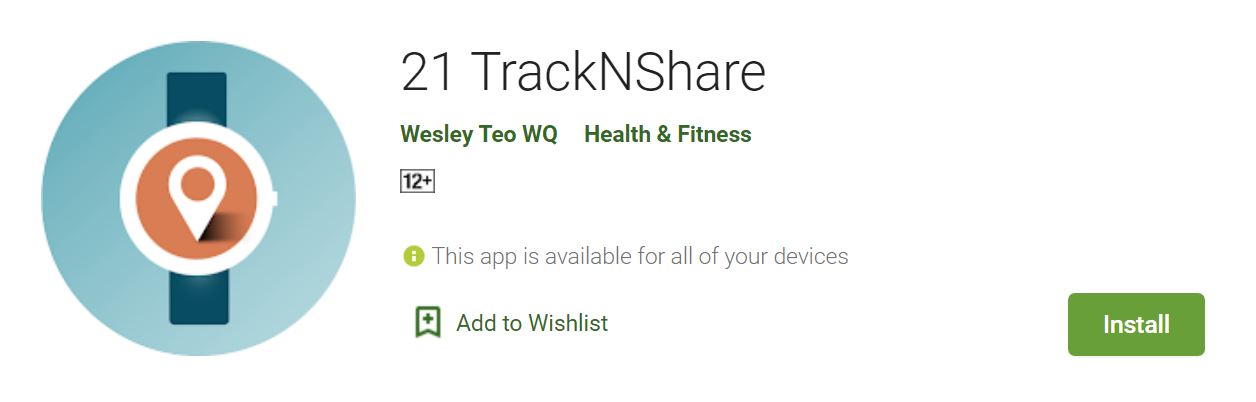 21 TrackNShare
Wesley Teo WQ Health & Fitness
12+
This app is available for all of your devices
Add to Wishlist
Install